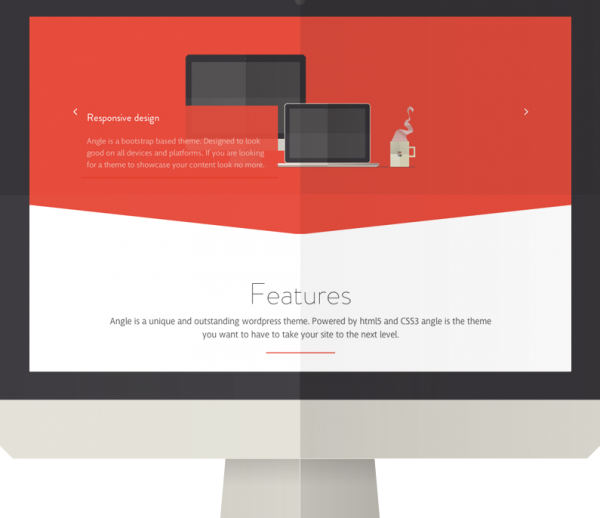 Responsive design
Angle is a bootstrap based theme. Designed to look
good on all devices and platforms. If you are looking
for a theme to showcase your content look no more.
Features
Angle is a unique and outstanding wordpress theme. Powered by html5 and CSS3 angle is the theme
you want to have to take your site to the next level.